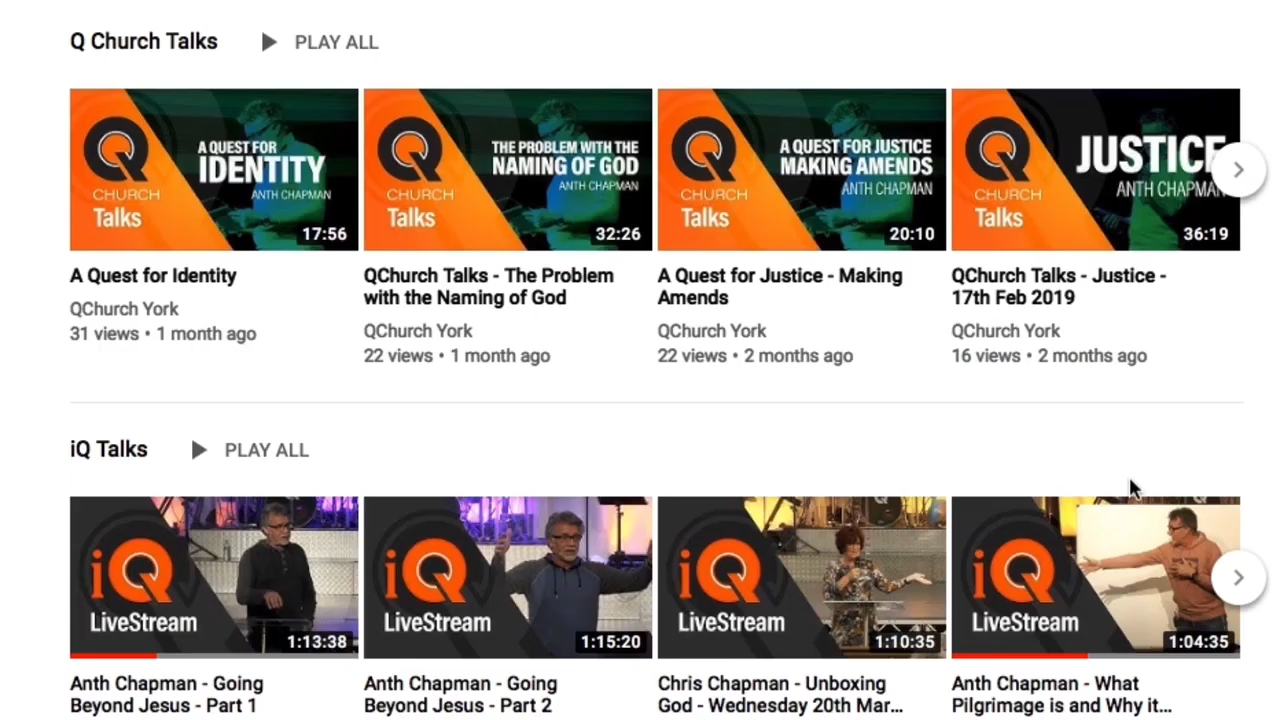 Q Church Talks
PLAY ALL
Q
CHURCH
Talks
A QUEST FOR
IDENTITY
ANTH CHAPMAN
17:56
Q
CHURCH
Talks
THE PROBLEM WITH THE
NAMING OF GOD
ANTH CHAPMAN
32:26
Q
CHURCH
Talks
A QUEST FOR JUSTICE
MAKING AMENDS
ANTH CHAPMAN
20:10
Q
CHURCH
Talks
JUSTICE
ANTH CHAPMAN
36:19
A Quest for Identity
QChurch York
31 views • 1 month ago
QChurch Talks - The Problem
with the Naming of God
QChurch York
22 views • 1 month ago
A Quest for Justice - Making
Amends
QChurch York
22 views • 2 months ago
QChurch Talks - Justice -
17th Feb 2019
QChurch York
16 views • 2 months ago
iQ Talks
PLAY ALL
iQ
LiveStream
1:13:38
iQ
LiveStream
1:15:20
iQ
LiveStream
1:10:35
iQ
LiveStream
1:04:35
Anth Chapman - Going
Beyond Jesus - Part 1
Anth Chapman - Going
Beyond Jesus - Part 2
Chris Chapman - Unboxing
God - Wednesday 20th Mar...
Anth Chapman - What
Pilgrimage is and Why it...